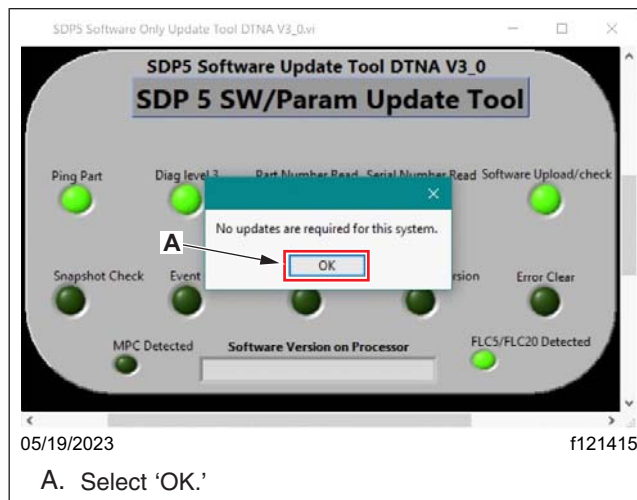 SDP5 Software Only Update Tool DTNA V3_0.vi
SDP5 Software Update Tool DTNA V3_0
SDP 5 SW/Param Update Tool
Ping Part
Diag level 3
Part Number Read
Serial Number Read
Software Upload/check
No updates are required for this system.
A
OK
Snapshot Check
Event
rsion
Error Clear
MPC Detected
Software Version on Processor
FLC5/FLC20 Detected
05/19/2023
f121415
A. Select ‘OK.’